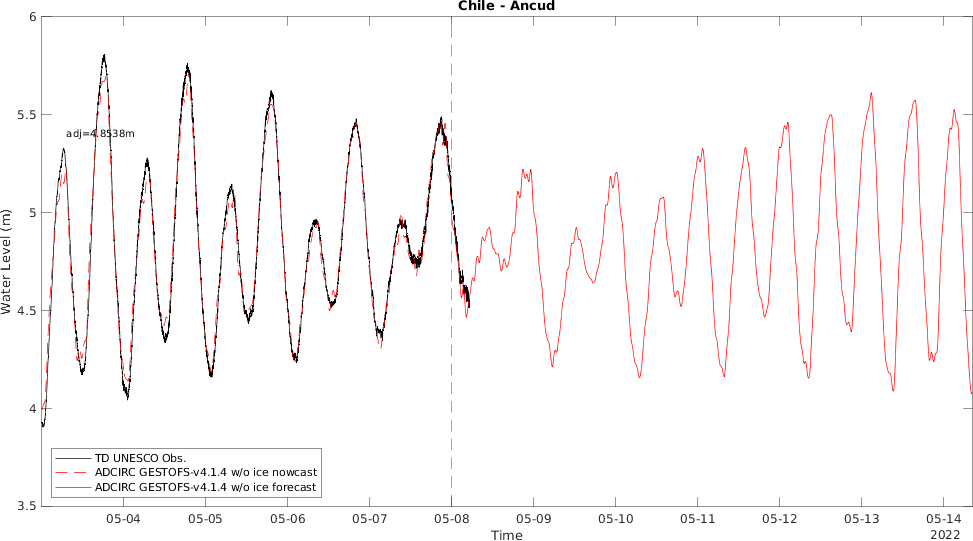 Chile - Ancud
Water Level (m)
6
5.5
5
4.5
4
3.5
adj=4.8538m
TD UNESCO Obs.
ADCIRC GESTOFS-v4.1.4 w/o ice nowcast
ADCIRC GESTOFS-v4.1.4 w/o ice forecast
05-04 05-05 05-06 05-07 05-08 05-09 05-10 05-11 05-12 05-13 05-14
Time
2022